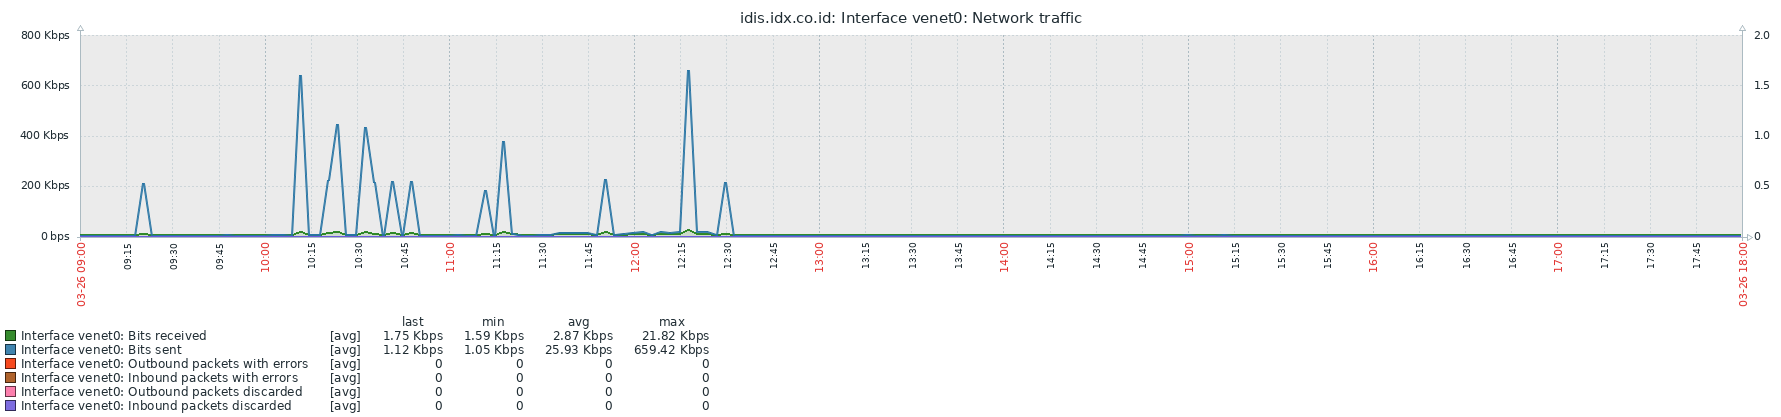 idis.idx.co.id: Interface venet0: Network traffic
800 Kbps 2.0
600 Kbps 1.5
400 Kbps 1.0
200 Kbps 0.5
0 bps 0
03-26 09:00 09:15 09:30 09:45 10:00 10:15 10:30 10:45 11:00 11:15 11:30 11:45 12:00 12:15 12:30 12:45 13:00 13:15 13:30 13:45 14:00 14:15 14:30 14:45 15:00 15:15 15:30 15:45 16:00 16:15 16:30 16:45 17:00 17:15 17:30 17:45 03-26 18:00
last min avg max
Interface venet0: Bits received [avg] 1.75 Kbps 1.59 Kbps 2.87 Kbps 21.82 Kbps
Interface venet0: Bits sent [avg] 1.12 Kbps 1.05 Kbps 25.93 Kbps 659.42 Kbps
Interface venet0: Outbound packets with errors [avg] 0 0 0 0
Interface venet0: Inbound packets with errors [avg] 0 0 0 0
Interface venet0: Outbound packets discarded [avg] 0 0 0 0
Interface venet0: Inbound packets discarded [avg] 0 0 0 0